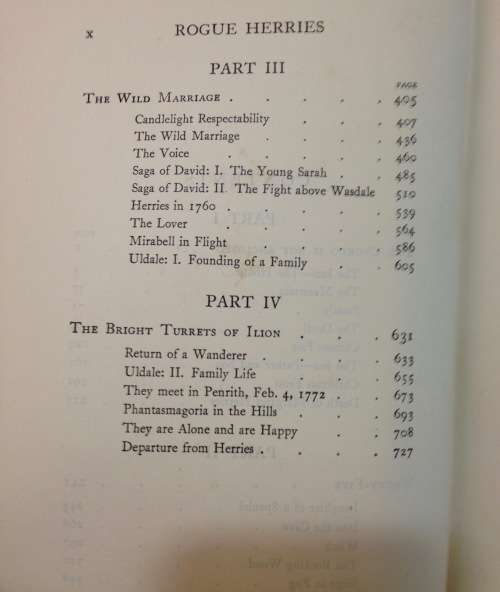 x ROGUE HERRIES
PART III
PAGE
THE WILD MARRIAGE . . . . . 405
Candlelight Respectability . . . 407
The Wild Marriage . . . . 436
The Voice . . . . . 460
Saga of David: I. The Young Sarah . . 485
Saga of David: II. The Fight above Wasdale 510
Herries in 1760 . . . . . 539
The Lover . . . . . 564
Mirabell in Flight . . . . 586
Uldale: I. Founding of a Family . . 605
PART IV
THE BRIGHT TURRETS OF ILION . . . 631
Return of a Wanderer . . . . 633
Uldale: II. Family Life . . . 655
They meet in Penrith, Feb. 4, 1772 . . 673
Phantasmagoria in the Hills . . . 693
They are Alone and are Happy . . 708
Departure from Herries . . . . 727